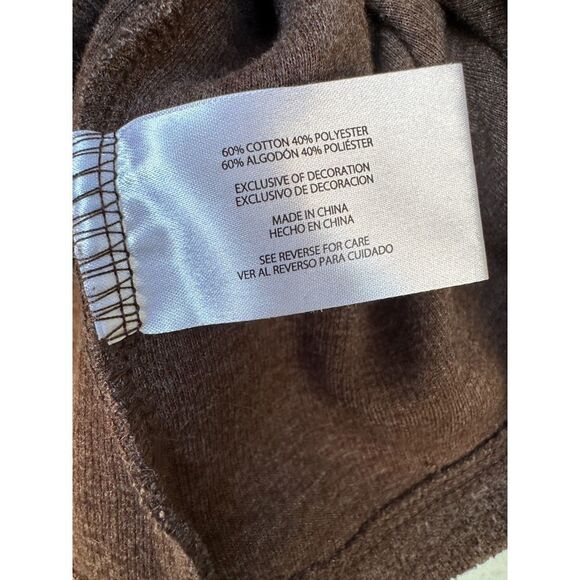 60% COTTON 40% POLYESTER
60% ALGODÓN 40% POLIÉSTER
EXCLUSIVE OF DECORATION
EXCLUSIVO DE DECORACION
MADE IN CHINA
HECHO EN CHINA
SEE REVERSE FOR CARE
VER AL REVERSO PARA CUIDADO